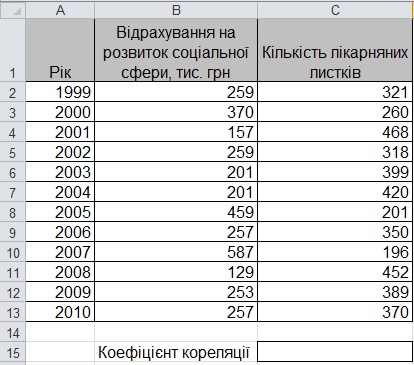 A B C
1 Рік Відрахування на розвиток соціальної сфери, тис. грн Кількість лікарняних листків
2 1999 259 321
3 2000 370 260
4 2001 157 468
5 2002 259 318
6 2003 201 399
7 2004 201 420
8 2005 459 201
9 2006 257 350
10 2007 587 196
11 2008 129 452
12 2009 253 389
13 2010 257 370
14
15 Коефіцієнт кореляції